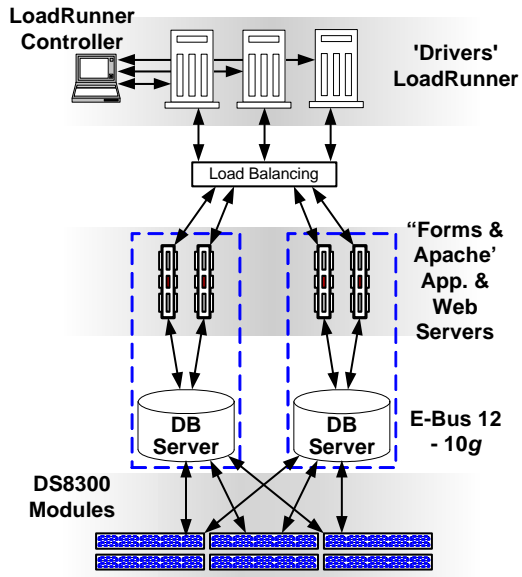 LoadRunner
Controller
'Drivers'
LoadRunner
Load Balancing
“Forms &
Apache’
App. &
Web
Servers
DB
Server
DB
Server
E-Bus 12
- 10g
DS8300
Modules